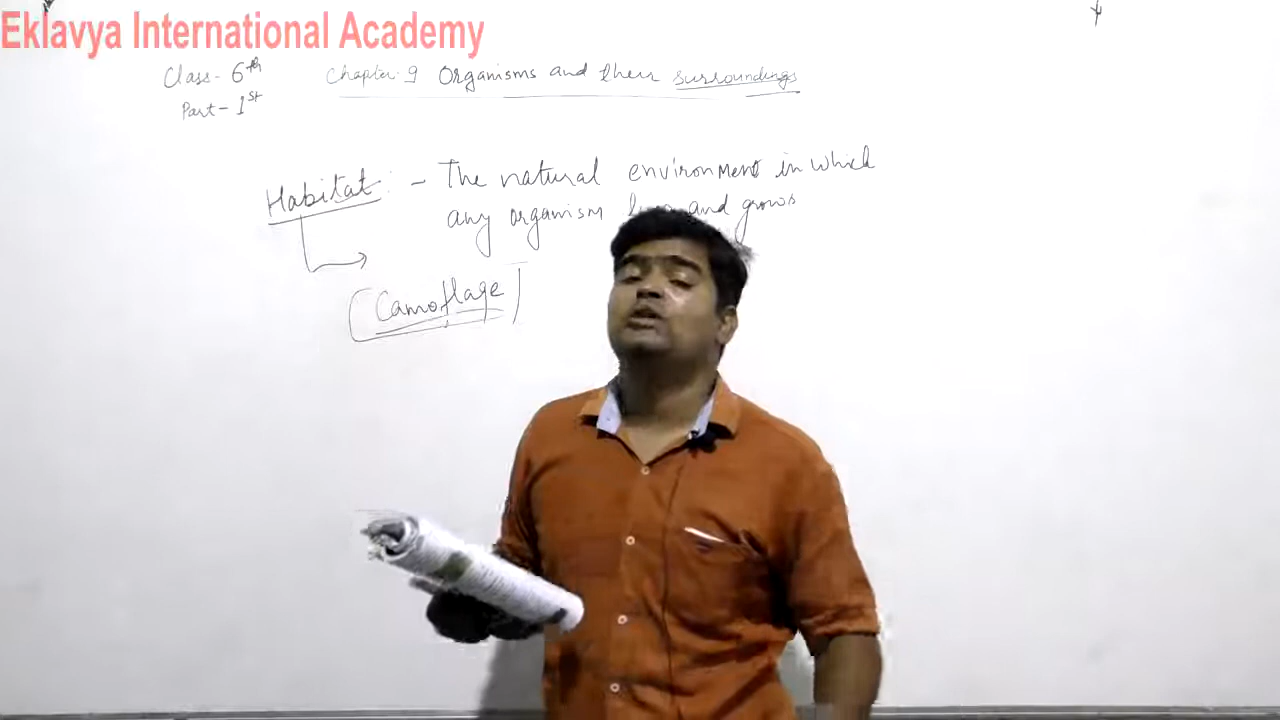 Eklavya International Academy
Class- 6th Chapter: 9 Organisms and their surroundings
Part- 1st
Habitat: - The natural environment in which
any organism lives and grows
Camoflage